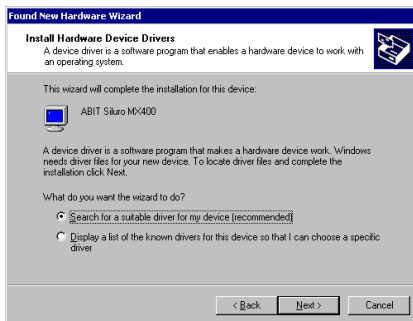 Found New Hardware Wizard
Install Hardware Device Drivers
A device driver is a software program that enables a hardware device to work with
an operating system.
This wizard will complete the installation for this device:
ABIT Siluro MX400
A device driver is a software program that makes a hardware device work. Windows
needs driver files for your new device. To locate driver files and complete the
installation click Next.
What do you want the wizard to do?
Search for a suitable driver for my device (recommended)
Display a list of the known drivers for this device so that I can choose a specific
driver
< Back Next > Cancel